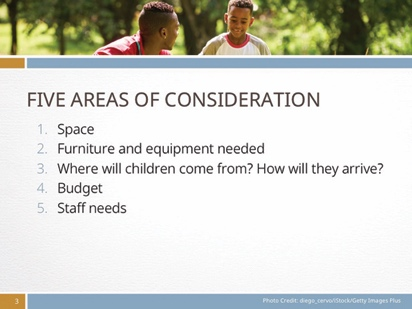 FIVE AREAS OF CONSIDERATION
1. Space
2. Furniture and equipment needed
3. Where will children come from? How will they arrive?
4. Budget
5. Staff needs
3
Photo Credit: diego_cervo/iStock/Getty Images Plus